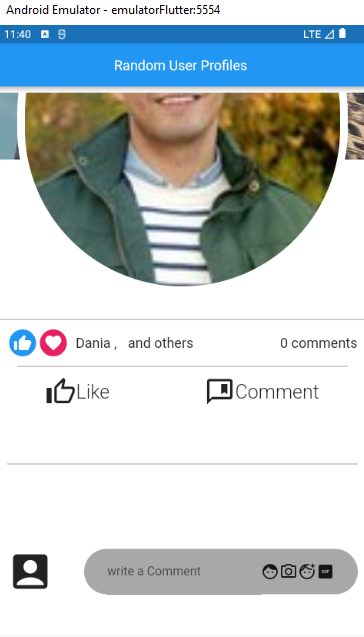 Android Emulator - emulatorFlutter:5554
11:40 LTE
Random User Profiles
Dania , and others 0 comments
Like Comment
write a Comment GIF